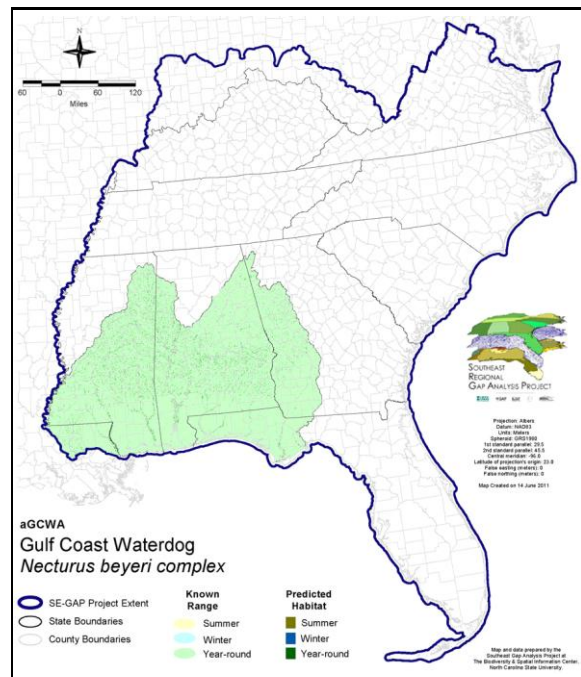 N
60 0 60 120
Miles
SOUTHEAST
REGIONAL
GAP ANALYSIS PROJECT
Projection: Albers
Datum: NAD83
Units: Meters
Spheroid: GRS1980
1st standard parallel: 29.5
2nd standard parallel: 45.5
Central meridian: -96.0
Latitude of projection's origin: 23.0
False easting (meters): 0
False northing (meters): 0
Map Created on 14 June 2011
aGCWA
Gulf Coast Waterdog
Necturus beyeri complex
SE-GAP Project Extent
State Boundaries
County Boundaries
Known
Range
Summer
Winter
Year-round
Predicted
Habitat
Summer
Winter
Year-round
Map and data prepared by the
Southeast Gap Analysis Project at
The Biodiversity & Spatial Information Center,
North Carolina State University.